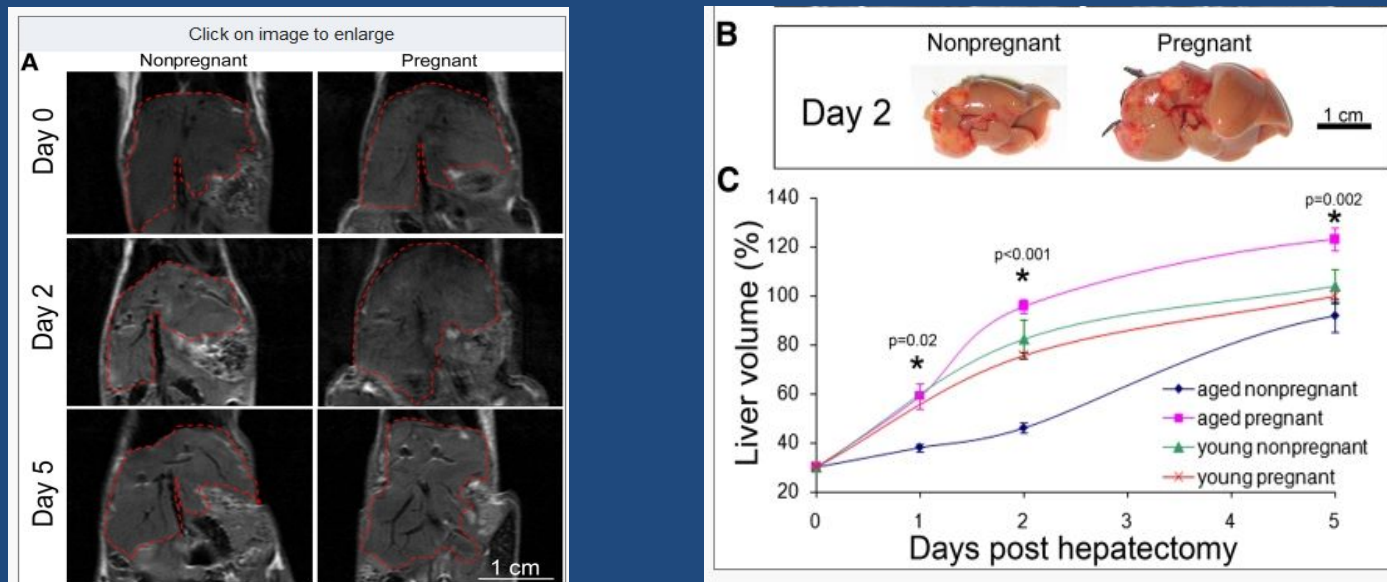 Click on image to enlarge
A
Nonpregnant Pregnant
Day 0
Day 2
Day 5
1 cm
B
Nonpregnant Pregnant
Day 2
1 cm
C
Liver volume (%)
140
120
100
80
60
40
20
p=0.02
*
p<0.001
*
p=0.002
*
aged nonpregnant
aged pregnant
young nonpregnant
young pregnant
0 1 2 3 4 5
Days post hepatectomy